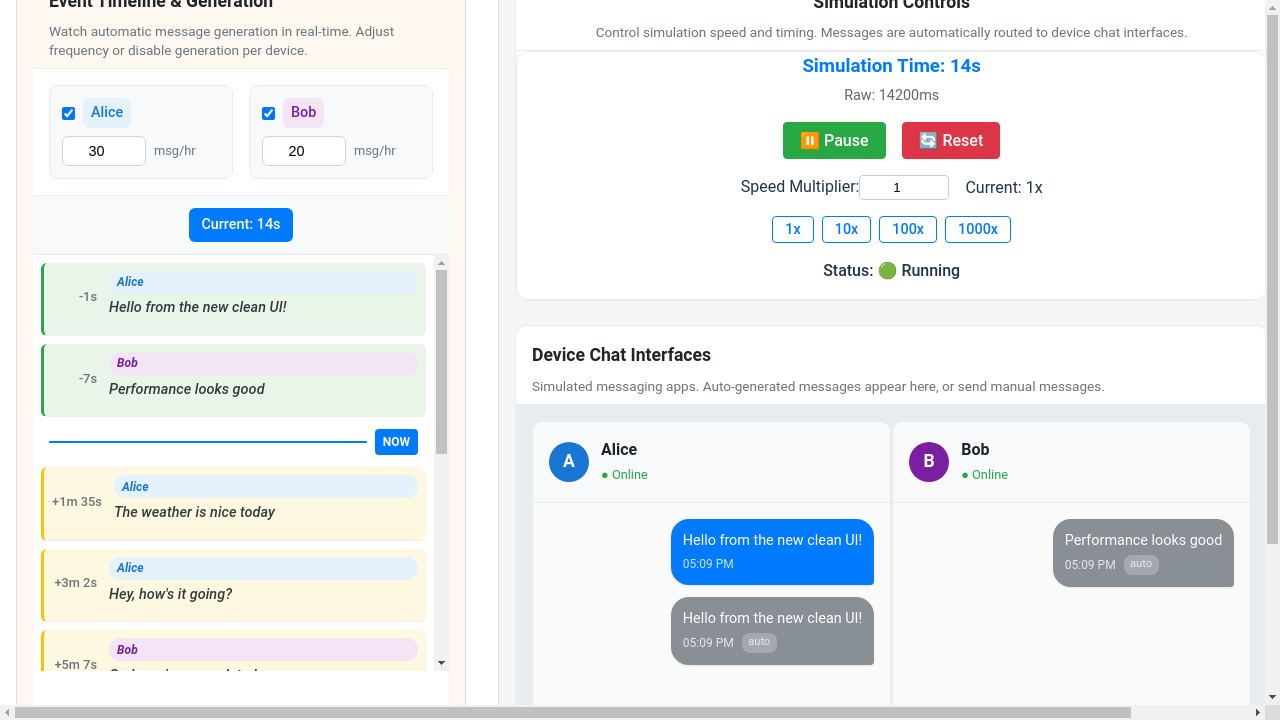 Event Timeline & Generation
Watch automatic message generation in real-time. Adjust
frequency or disable generation per device.
Alice
30 msg/hr
Bob
20 msg/hr
Current: 14s
Alice
-1s
Hello from the new clean UI!
Bob
-7s
Performance looks good
NOW
Alice
+1m 35s
The weather is nice today
Alice
+3m 2s
Hey, how's it going?
Bob
+5m 7s
Simulation Controls
Control simulation speed and timing. Messages are automatically routed to device chat interfaces.
Simulation Time: 14s
Raw: 14200ms
⏸️ Pause
🔄 Reset
Speed Multiplier: 1 Current: 1x
1x 10x 100x 1000x
Status: 🟢 Running
Device Chat Interfaces
Simulated messaging apps. Auto-generated messages appear here, or send manual messages.
A
Alice
● Online
Hello from the new clean UI!
05:09 PM
Hello from the new clean UI!
05:09 PM auto
B
Bob
● Online
Performance looks good
05:09 PM auto